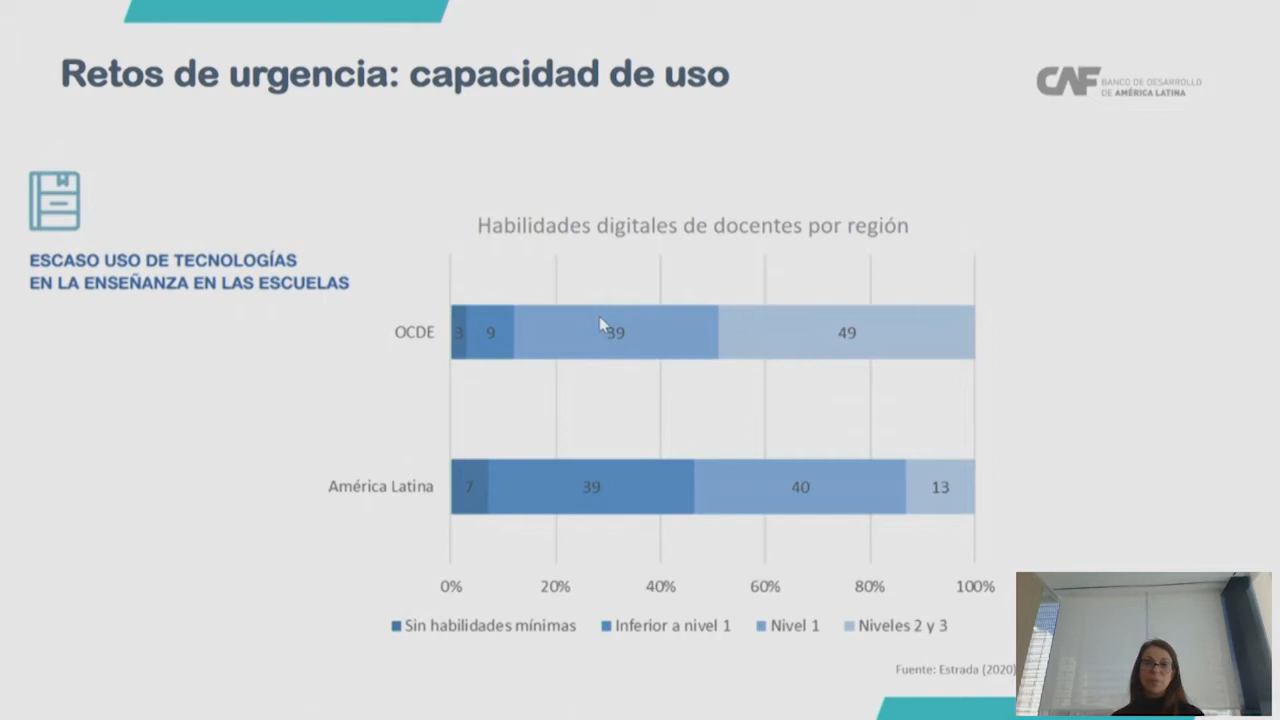 Retos de urgencia: capacidad de uso
CAF
BANCO DE DESARROLLO
DE AMÉRICA LATINA
ESCASO USO DE TECNOLOGÍAS
EN LA ENSEÑANZA EN LAS ESCUELAS
Habilidades digitales de docentes por región
OCDE
3
9
39
49
América Latina
7
39
40
13
0%
20%
40%
60%
80%
100%
Sin habilidades mínimas
Inferior a nivel 1
Nivel 1
Niveles 2 y 3
Fuente: Estrada (2020)